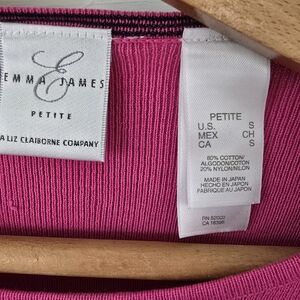 E
EMMA JAMES
PETITE
A LIZ CLAIBORNE COMPANY
PETITE
U.S. S
MEX CH
CA S
80% COTTON/
ALGODON/COTON
20% NYLON/NILON
MADE IN JAPAN
HECHO EN JAPON
FABRIQUE AU JAPON